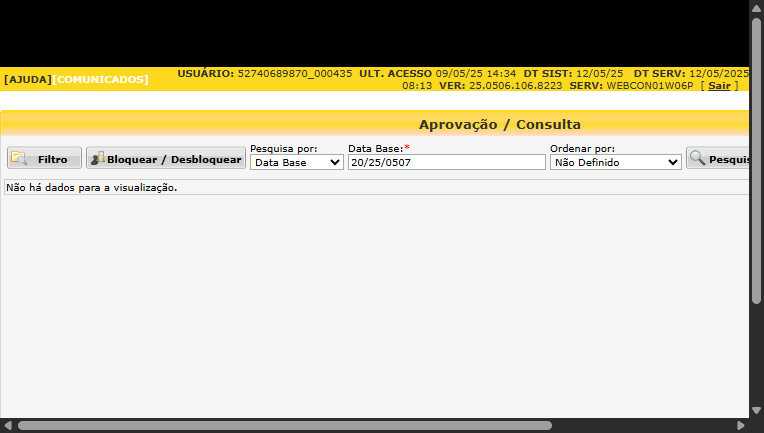 [AJUDA][COMUNICADOS] USUÁRIO: 52740689870_000435 ULT. ACESSO 09/05/25 14:34 DT SIST: 12/05/25 DT SERV: 12/05/2025
08:13 VER: 25.0506.106.8223 SERV: WEBCON01W06P [ Sair ]
Aprovação / Consulta
Pesquisa por: Data Base:* Ordenar por:
Filtro Bloquear / Desbloquear Data Base 20/25/0507 Não Definido Pesquis
Não há dados para a visualização.